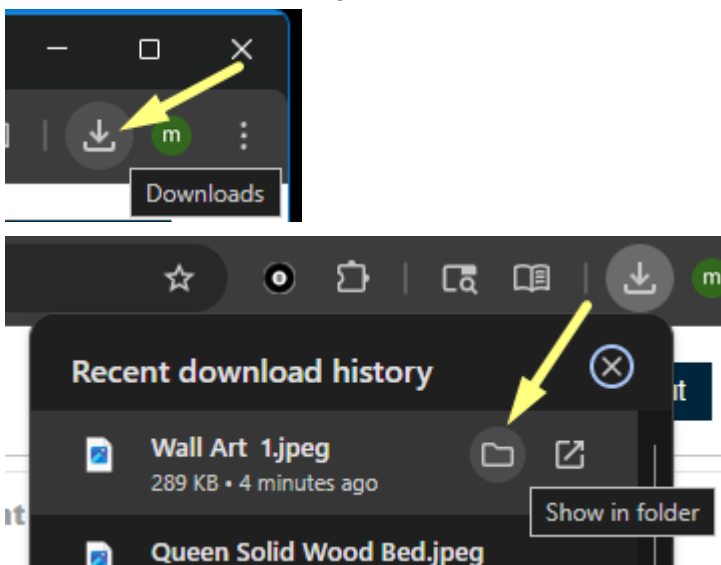 m
Downloads
m
Recent download history
Wall Art 1.jpeg
289 KB • 4 minutes ago
Show in folder
Queen Solid Wood Bed.jpeg